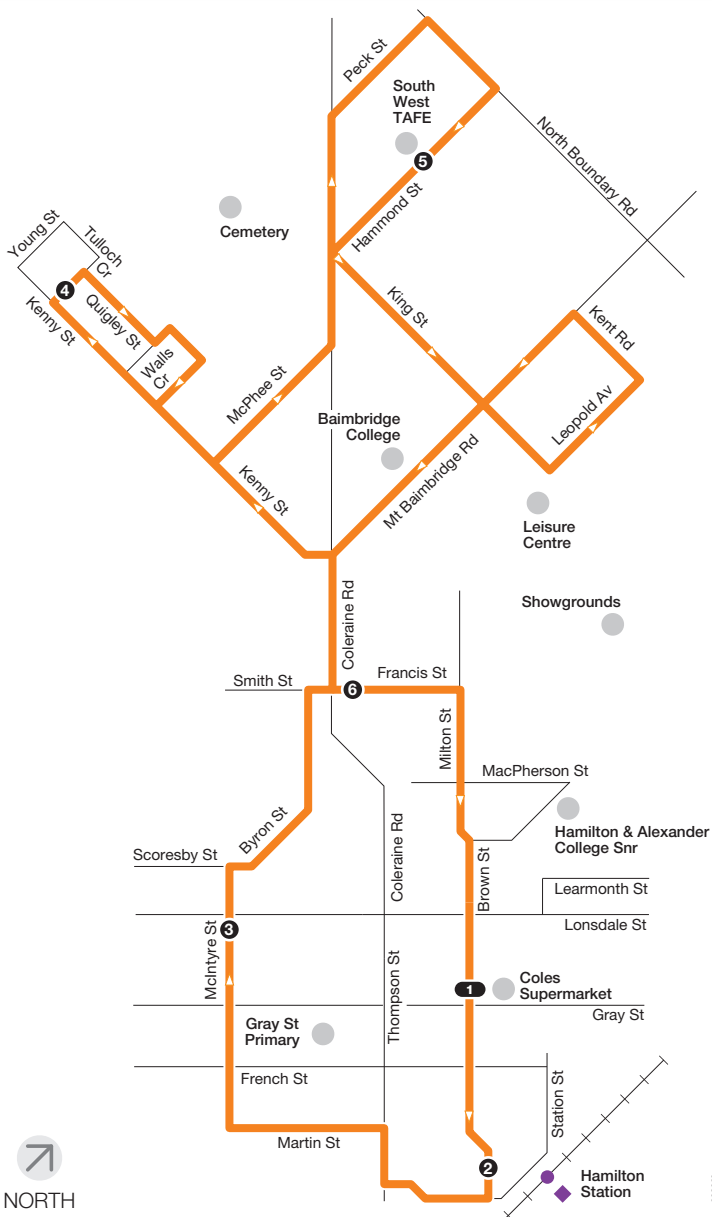 Peck St
South
West
TAFE
5
North Boundary Rd
Hammond St
Cemetery
Young St
Tulloch
Cr
4
Quigley St
Kenny St
Walls
Cr
King St
Kent Rd
McPhee St
Leopold Av
Baimbridge
College
Mt Baimbridge Rd
Kenny St
Leisure
Centre
Coleraine Rd
Showgrounds
Smith St
6
Francis St
Milton St
MacPherson St
Byron St
Coleraine Rd
Hamilton & Alexander
College Snr
Scoresby St
Brown St
Learmonth St
Lonsdale St
3
McIntyre St
Thompson St
1
Coles
Supermarket
Gray St
Gray St
Primary
French St
Station St
Martin St
2
Hamilton
Station
NORTH